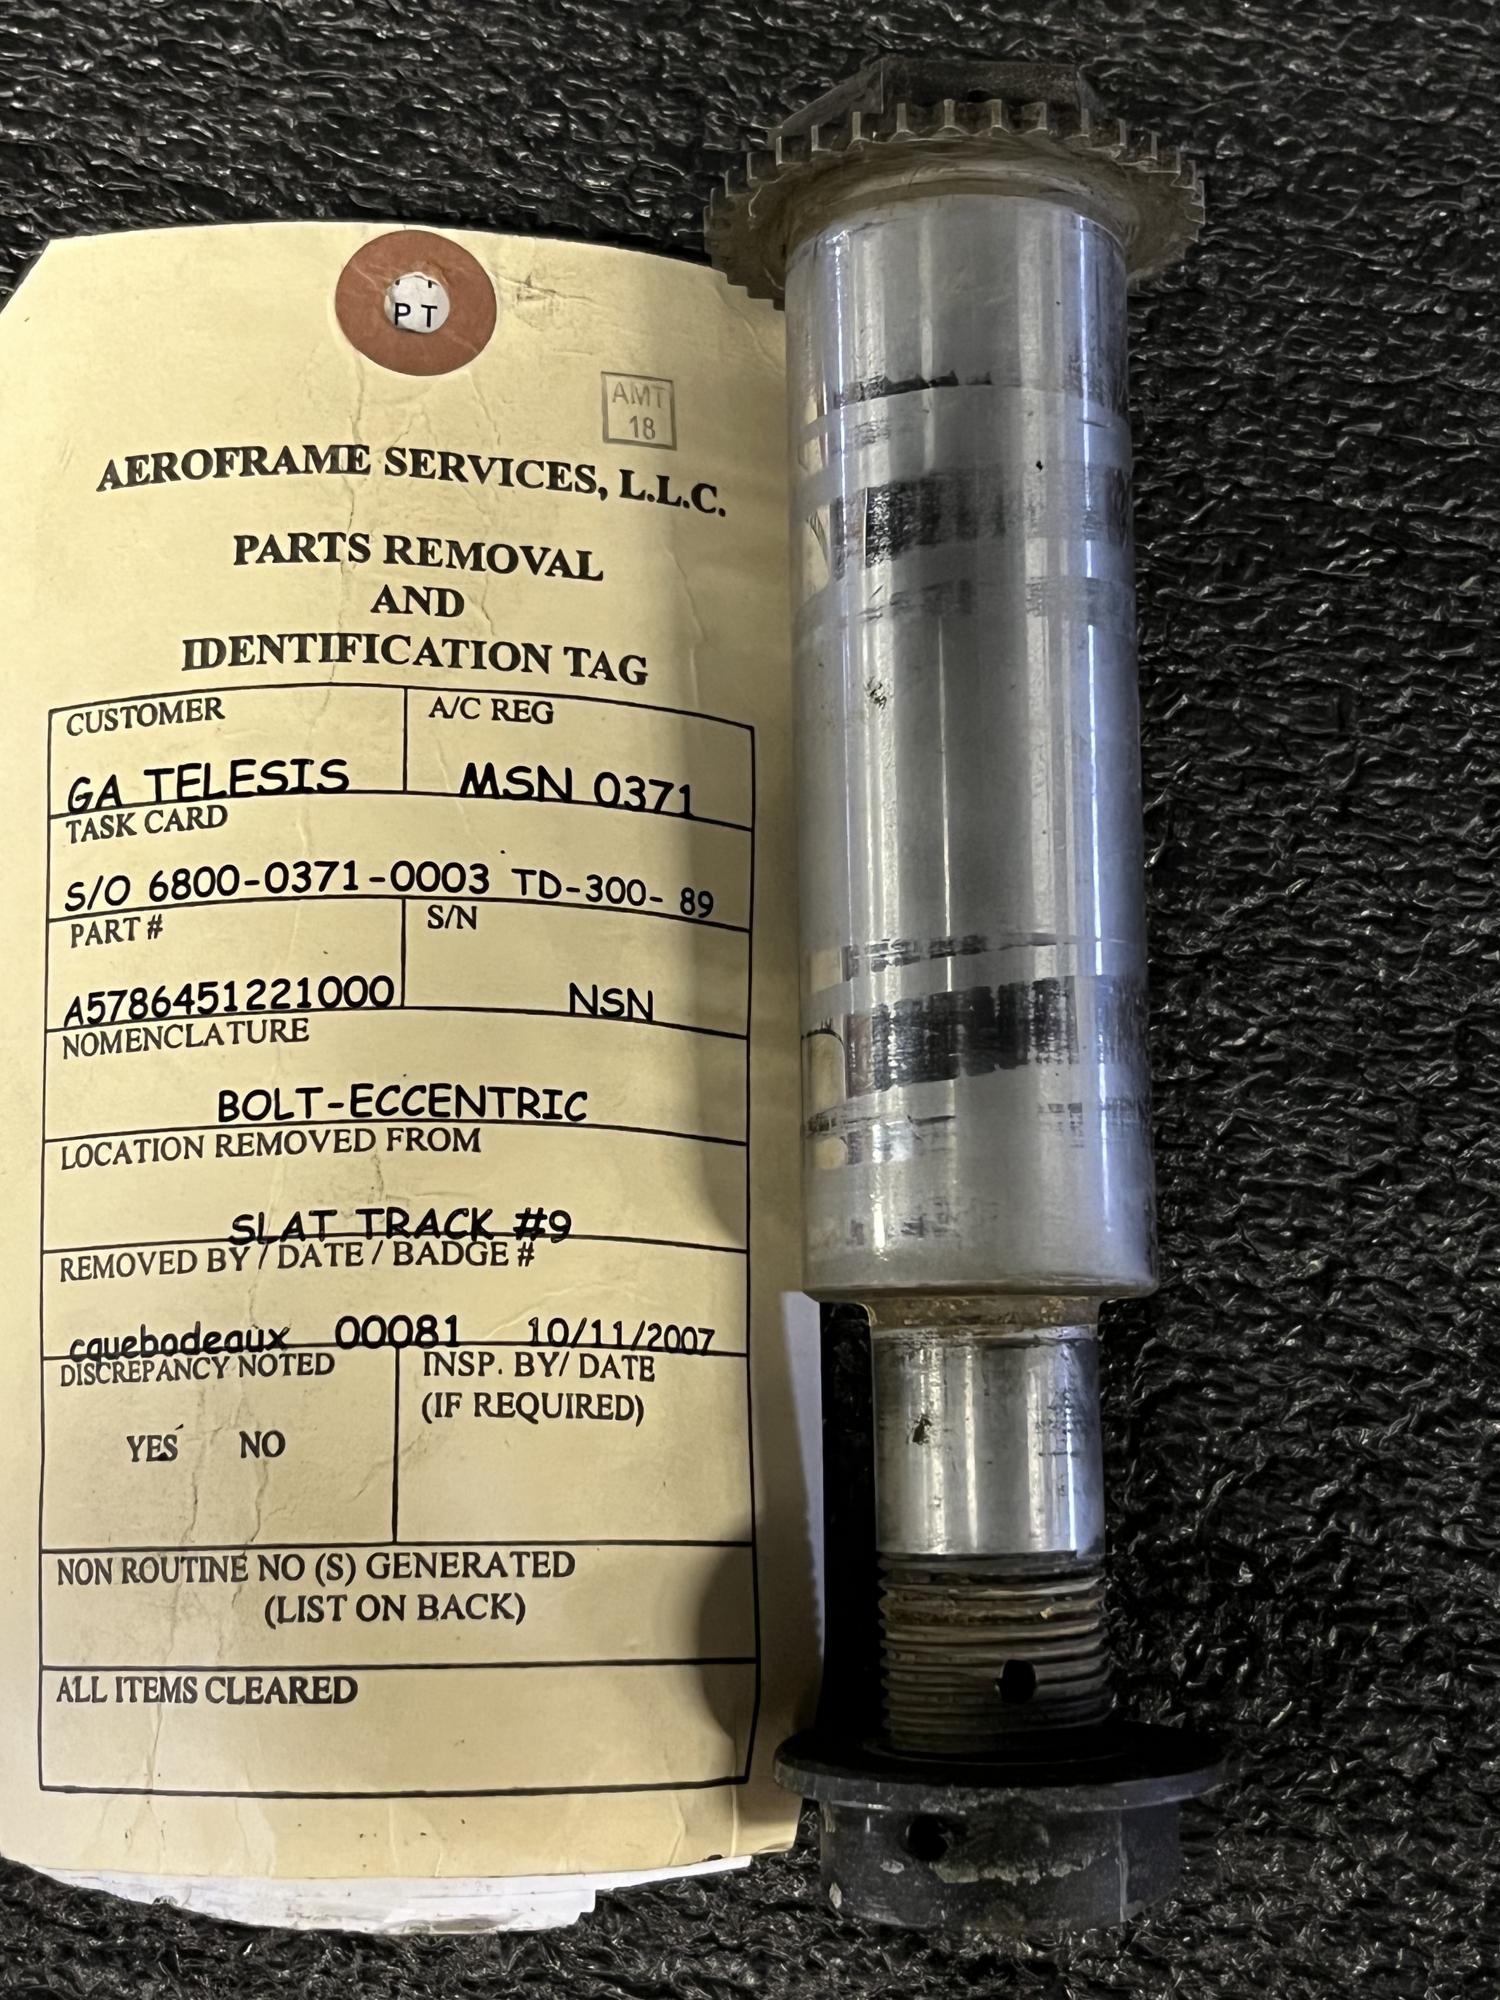 PT
AMT
18
AEROFRAME SERVICES, L.L.C.
PARTS REMOVAL
AND
IDENTIFICATION TAG
CUSTOMER A/C REG
GA TELESIS MSN 0371
TASK CARD
S/O 6800-0371-0003 TD-300- 89
PART # S/N
A5786451221000 NSN
NOMENCLATURE
BOLT-ECCENTRIC
LOCATION REMOVED FROM
SLAT TRACK #9
REMOVED BY / DATE / BADGE #
cquebodeaux 00081 10/11/2007
DISCREPANCY NOTED INSP. BY/ DATE
(IF REQUIRED)
YES NO
NON ROUTINE NO (S) GENERATED
(LIST ON BACK)
ALL ITEMS CLEARED